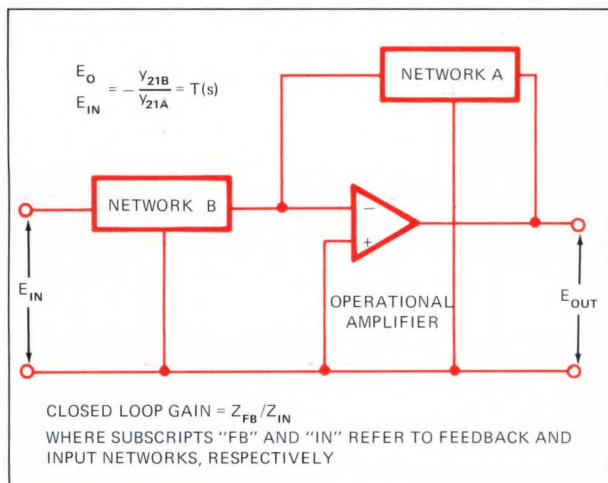 E_O
E_IN
= - y_21B / y_21A = T(s)
NETWORK A
NETWORK B
−
+
E_IN
OPERATIONAL
AMPLIFIER
E_OUT
CLOSED LOOP GAIN = Z_FB/Z_IN
WHERE SUBSCRIPTS "FB" AND "IN" REFER TO FEEDBACK AND
INPUT NETWORKS, RESPECTIVELY